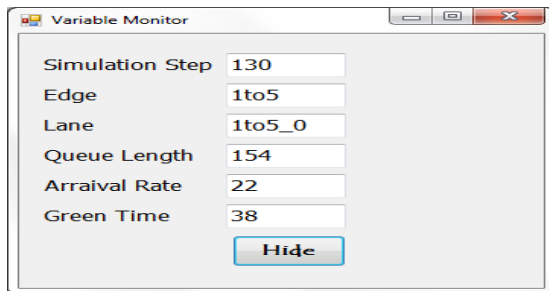 Variable Monitor
Simulation Step 130
Edge 1to5
Lane 1to5_0
Queue Length 154
Arraival Rate 22
Green Time 38
Hide